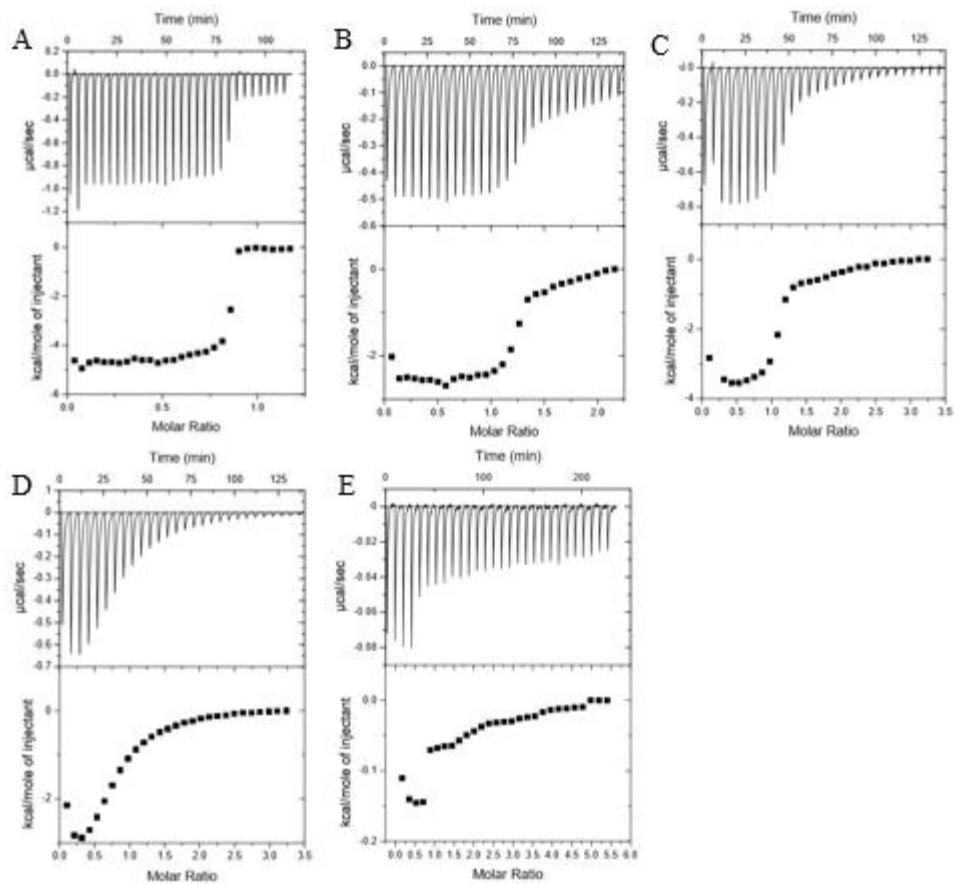 A
Time (min)
0 25 50 75 100
0.2
0.0
-0.2
-0.4
-0.6
-0.8
-1.0
-1.2
µcal/sec
0
-2
-4
-6
kcal/mole of injectant
0.0 0.5 1.0
Molar Ratio
B
Time (min)
0 25 50 75 100 125
0.0
-0.1
-0.2
-0.3
-0.4
-0.5
-0.6
µcal/sec
0
-2
kcal/mole of injectant
0.0 0.5 1.0 1.5 2.0
Molar Ratio
C
Time (min)
0 25 50 75 100 125
-0.2
-0.4
-0.6
µcal/sec
0
-2
-4
kcal/mole of injectant
0.0 0.5 1.0 1.5 2.0 2.5 3.0 3.5
Molar Ratio
D
Time (min)
0 25 50 75 100 125
0
-0.1
-0.2
-0.3
-0.4
-0.5
-0.6
-0.7
µcal/sec
0
-2
kcal/mole of injectant
0.0 0.5 1.0 1.5 2.0 2.5 3.0 3.5
Molar Ratio
E
Time (min)
0 100 200
0
-0.02
-0.04
-0.06
-0.08
µcal/sec
0.0
-0.1
-0.2
kcal/mole of injectant
0.0 0.5 1.0 1.5 2.0 2.5 3.0 3.5 4.0 4.5 5.0 5.5 6.0
Molar Ratio